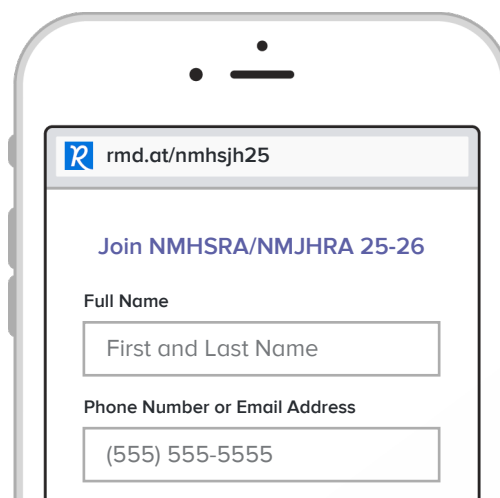 rmd.at/nmhsjh25
Join NMHSRA/NMJHRA 25-26
Full Name
First and Last Name
Phone Number or Email Address
(555) 555-5555